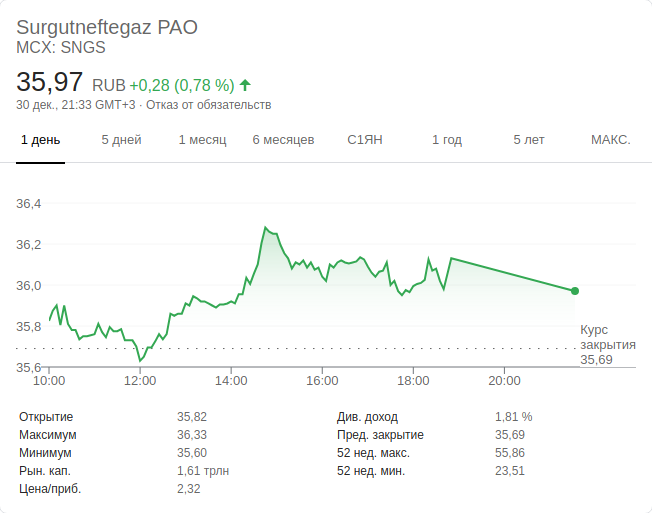 Surgutneftegaz PAO
MCX: SNGS
35,97 RUB +0,28 (0,78 %)
30 дек., 21:33 GMT+3 · Отказ от обязательств
1 день 5 дней 1 месяц 6 месяцев С1ЯН 1 год 5 лет МАКС.
36,4
36,2
36,0
35,8
35,6
Курс
закрытия
35,69
10:00 12:00 14:00 16:00 18:00 20:00
Открытие 35,82 Див. доход 1,81 %
Максимум 36,33 Пред. закрытие 35,69
Минимум 35,60 52 нед. макс. 55,86
Рын. кап. 1,61 трлн 52 нед. мин. 23,51
Цена/приб. 2,32